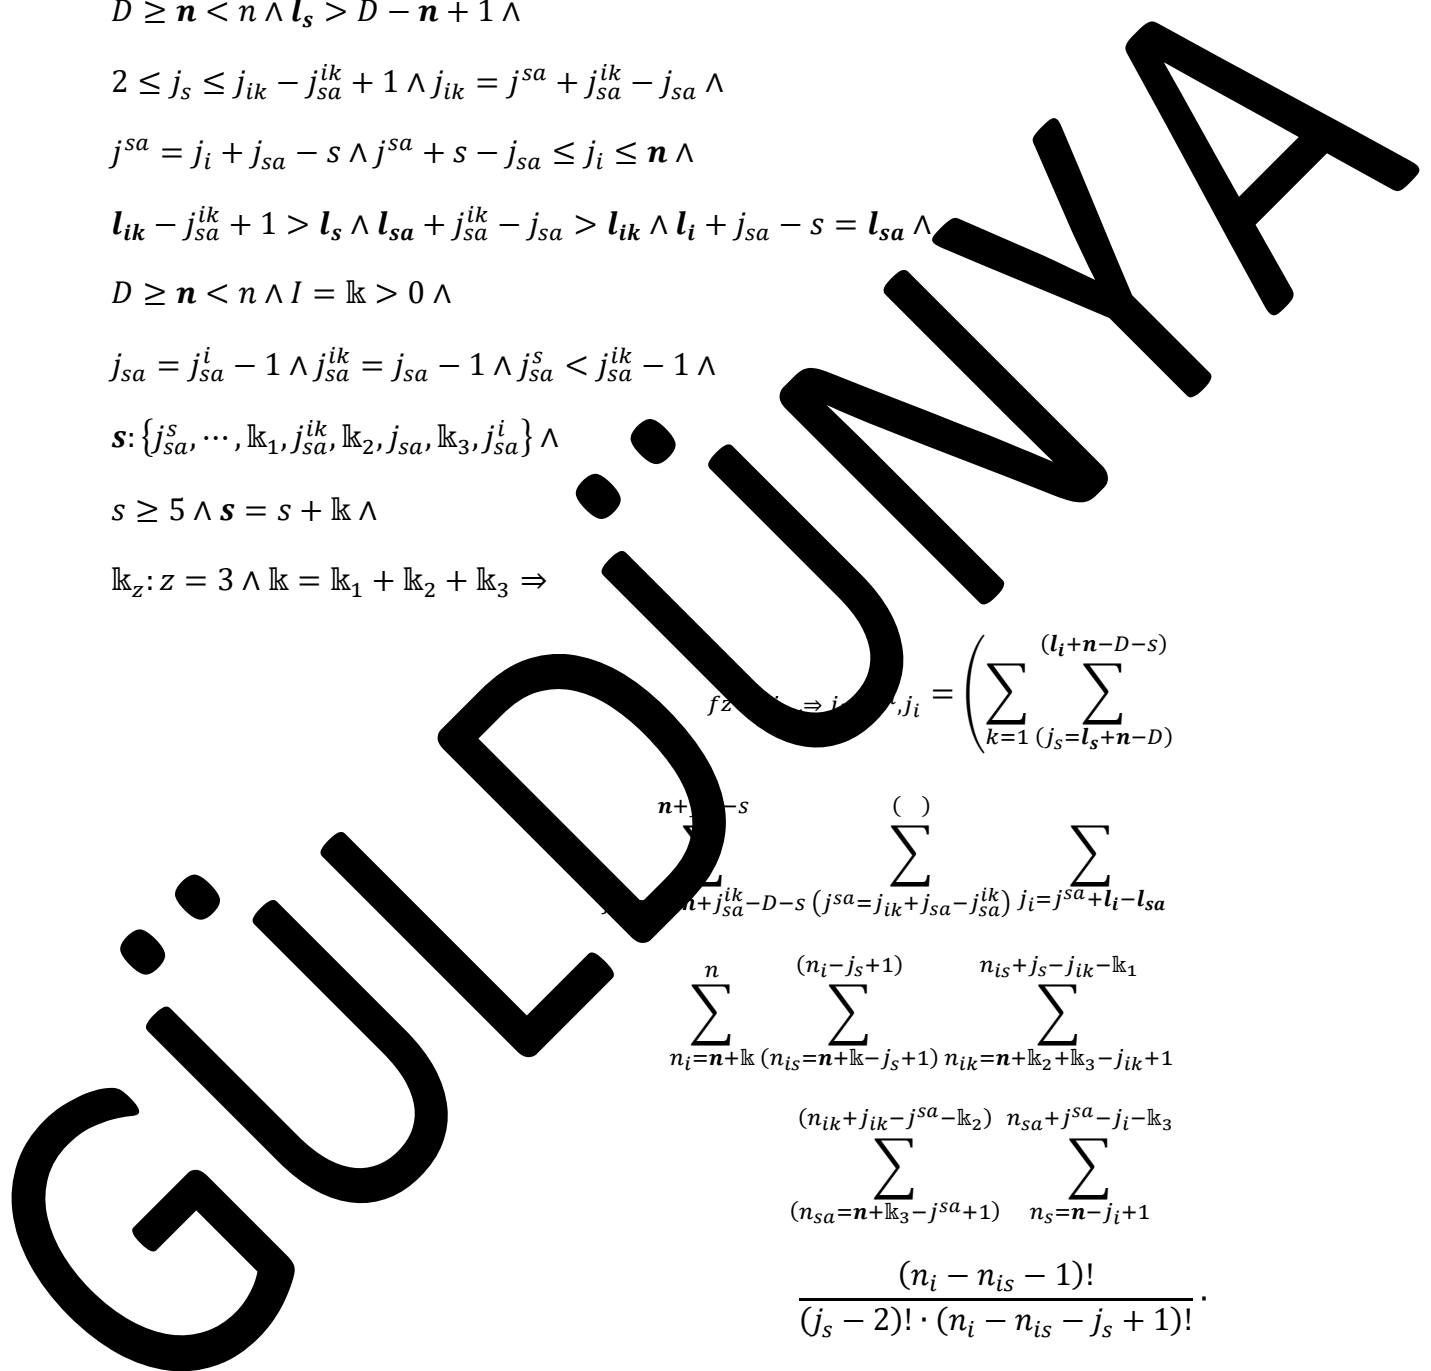 D ≥ 𝒏 < n ∧ 𝒍ₛ > D − 𝒏 + 1 ∧
2 ≤ j_s ≤ j_{ik} − j_{sa}^{ik} + 1 ∧ j_{ik} = j^{sa} + j_{sa}^{ik} − j_{sa} ∧
j^{sa} = j_i + j_{sa} − s ∧ j^{sa} + s − j_{sa} ≤ j_i ≤ 𝒏 ∧
𝒍_{𝒊𝒌} − j_{sa}^{ik} + 1 > 𝒍_𝒔 ∧ 𝒍_{𝒔𝒂} + j_{sa}^{ik} − j_{sa} > 𝒍_{𝒊𝒌} ∧ 𝒍_𝒊 + j_{sa} − s = 𝒍_{𝒔𝒂} ∧
D ≥ 𝒏 < n ∧ I = 𝕜 > 0 ∧
j_{sa} = j_{sa}^{i} − 1 ∧ j_{sa}^{ik} = j_{sa} − 1 ∧ j_{sa}^{s} < j_{sa}^{ik} − 1 ∧
𝒔: {j_{sa}^{s}, ⋯, 𝕜_1, j_{sa}^{ik}, 𝕜_2, j_{sa}, 𝕜_3, j_{sa}^{i}} ∧
s ≥ 5 ∧ 𝒔 = s + 𝕜 ∧
𝕜_z: z = 3 ∧ 𝕜 = 𝕜_1 + 𝕜_2 + 𝕜_3 ⇒
fz ⇒ ,j_i = ( ∑_{k=1} ∑_{(j_s=𝒍_𝒔+𝒏−D)}^{(𝒍_𝒊+𝒏−D−s)}
∑_{𝒏+j_{sa}^{ik}−D−s}^{𝒏+ −s} ∑_{(j^{sa}=j_{ik}+j_{sa}−j_{sa}^{ik})}^{( )} ∑_{j_i=j^{sa}+𝒍_𝒊−𝒍_{𝒔𝒂}}
∑_{n_i=𝒏+𝕜}^{n} ∑_{(n_{is}=𝒏+𝕜−j_s+1)}^{(n_i−j_s+1)} ∑_{n_{ik}=𝒏+𝕜_2+𝕜_3−j_{ik}+1}^{n_{is}+j_s−j_{ik}−𝕜_1}
∑_{(n_{sa}=𝒏+𝕜_3−j^{sa}+1)}^{(n_{ik}+j_{ik}−j^{sa}−𝕜_2)} ∑_{n_s=𝒏−j_i+1}^{n_{sa}+j^{sa}−j_i−𝕜_3}
(n_i − n_{is} − 1)!
(j_s − 2)! · (n_i − n_{is} − j_s + 1)! ·
GÜLDÜNYA